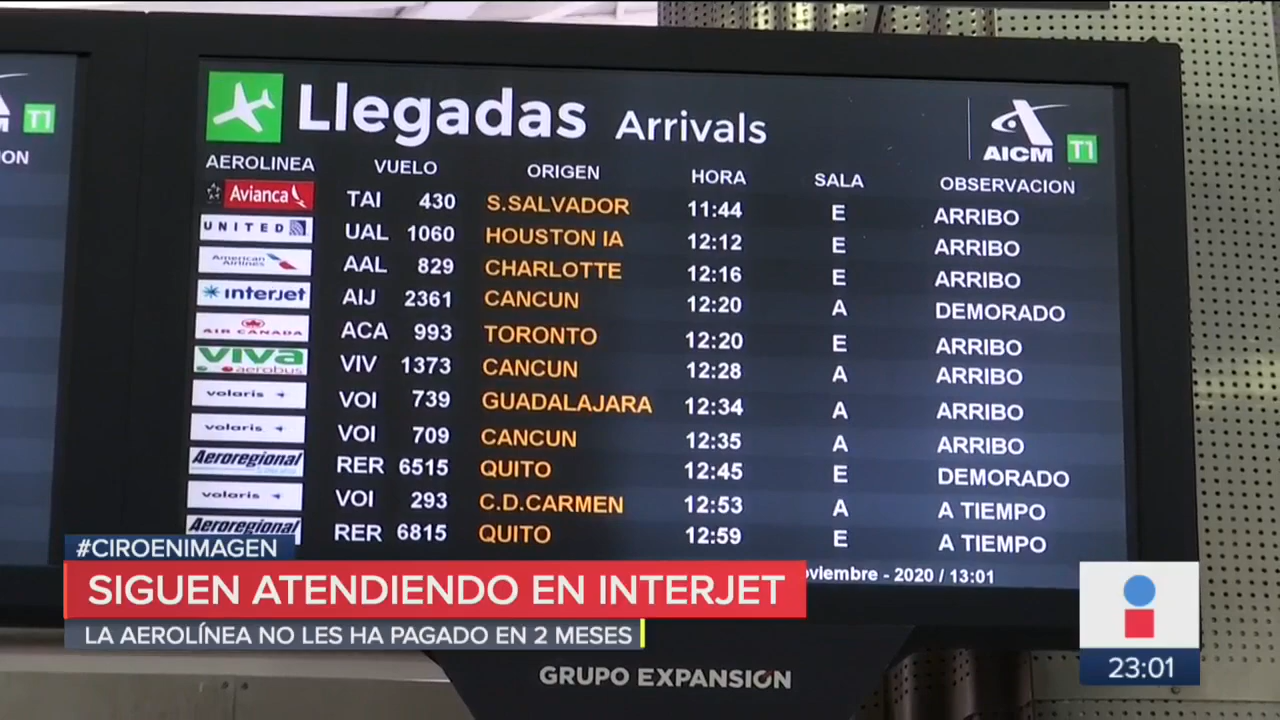 Llegadas Arrivals
AICM T1
M T1
ION
AEROLINEA VUELO ORIGEN HORA SALA OBSERVACION
Avianca TAI 430 S.SALVADOR 11:44 E ARRIBO
UNITED UAL 1060 HOUSTON IA 12:12 E ARRIBO
American Airlines AAL 829 CHARLOTTE 12:16 E ARRIBO
interjet AIJ 2361 CANCUN 12:20 A DEMORADO
AIR CANADA ACA 993 TORONTO 12:20 E ARRIBO
viva aerobus VIV 1373 CANCUN 12:28 A ARRIBO
volaris VOI 739 GUADALAJARA 12:34 A ARRIBO
volaris VOI 709 CANCUN 12:35 A ARRIBO
Aeroregional RER 6515 QUITO 12:45 E DEMORADO
volaris VOI 293 C.D.CARMEN 12:53 A A TIEMPO
Aeroregional RER 6815 QUITO 12:59 E A TIEMPO
oviembre - 2020 / 13:01
#CIROENIMAGEN
SIGUEN ATENDIENDO EN INTERJET
LA AEROLÍNEA NO LES HA PAGADO EN 2 MESES
GRUPO EXPANSIÓN
23:01